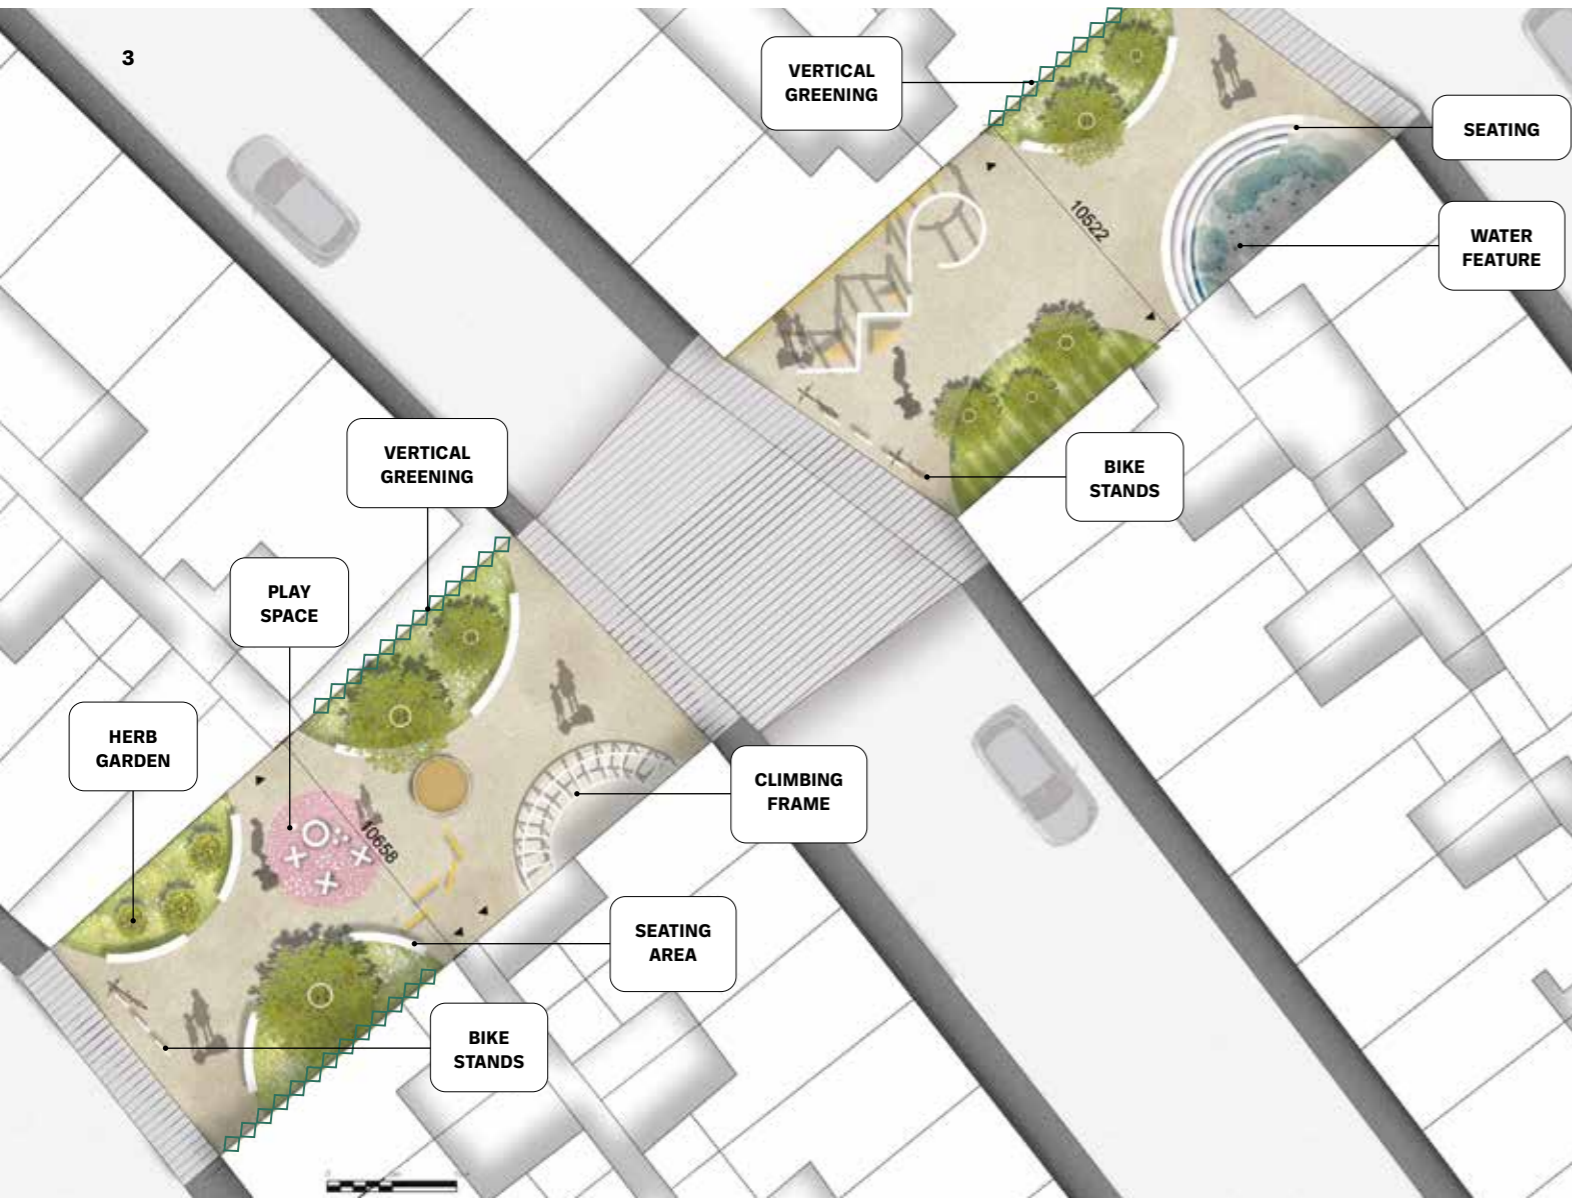 3
VERTICAL
GREENING
SEATING
10522
WATER
FEATURE
VERTICAL
GREENING
BIKE
STANDS
PLAY
SPACE
HERB
GARDEN
CLIMBING
FRAME
10658
SEATING
AREA
BIKE
STANDS